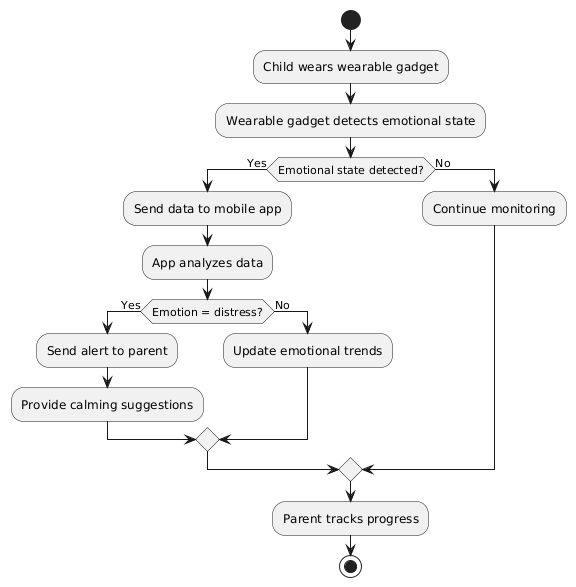 Child wears wearable gadget
Wearable gadget detects emotional state
Yes
Emotional state detected?
No
Send data to mobile app
Continue monitoring
App analyzes data
Yes
Emotion = distress?
No
Send alert to parent
Update emotional trends
Provide calming suggestions
Parent tracks progress